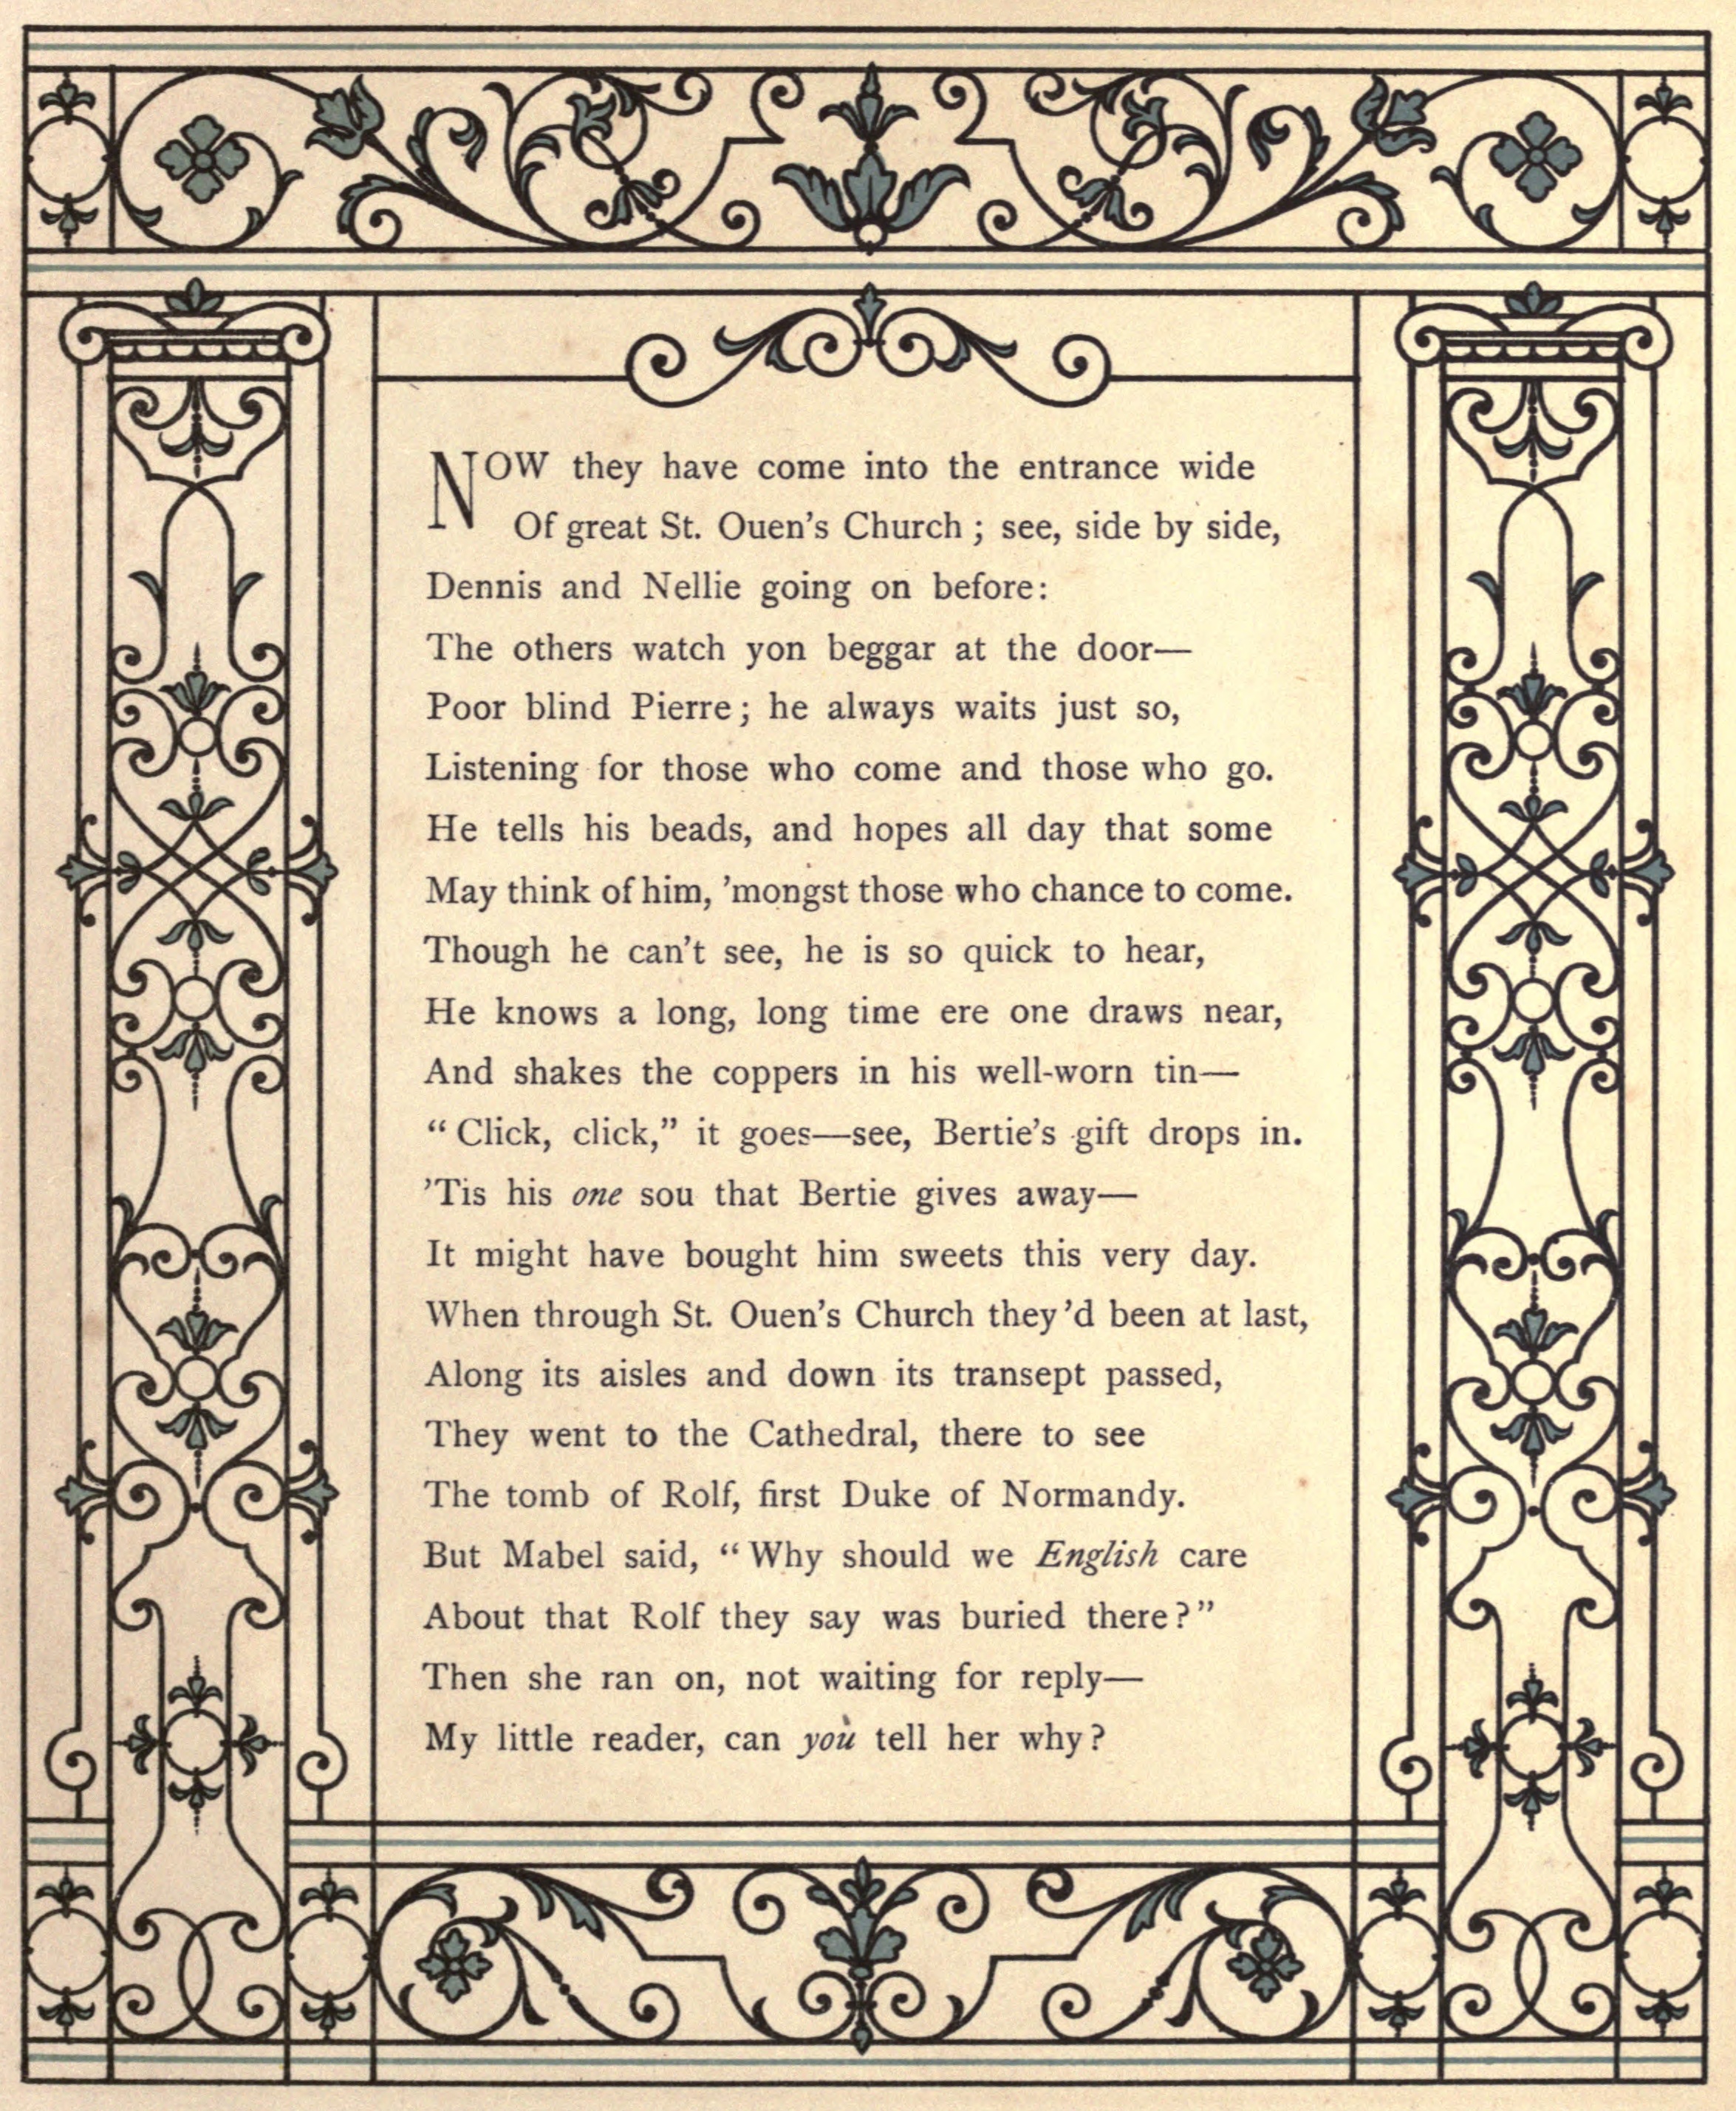 NOW they have come into the entrance wide
Of great St. Ouen's Church; see, side by side,
Dennis and Nellie going on before:
The others watch yon beggar at the door—
Poor blind Pierre; he always waits just so,
Listening for those who come and those who go.
He tells his beads, and hopes all day that some
May think of him, 'mongst those who chance to come.
Though he can't see, he is so quick to hear,
He knows a long, long time ere one draws near,
And shakes the coppers in his well-worn tin—
“Click, click,” it goes—see, Bertie's gift drops in.
'Tis his one sou that Bertie gives away—
It might have bought him sweets this very day.
When through St. Ouen's Church they'd been at last,
Along its aisles and down its transept passed,
They went to the Cathedral, there to see
The tomb of Rolf, first Duke of Normandy.
But Mabel said, “Why should we English care
About that Rolf they say was buried there?”
Then she ran on, not waiting for reply—
My little reader, can you tell her why?